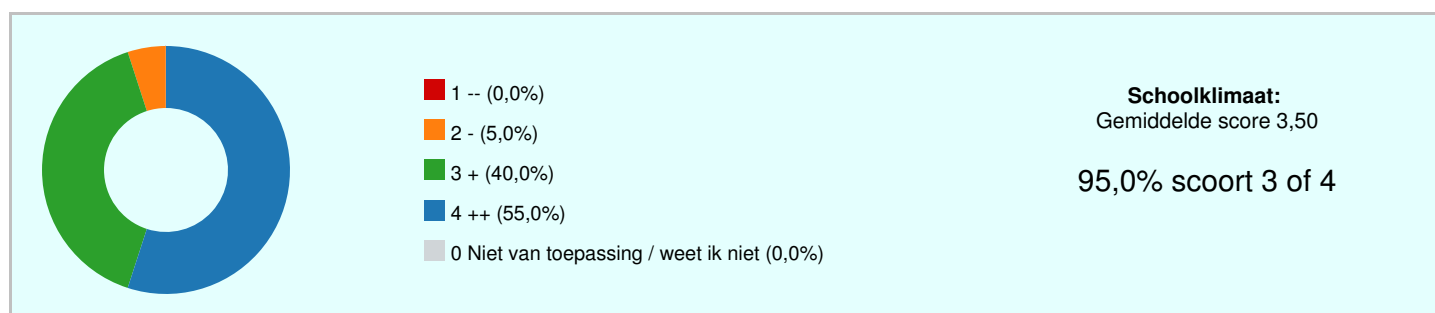 1 -- (0,0%)
2 - (5,0%)
3 + (40,0%)
4 ++ (55,0%)
0 Niet van toepassing / weet ik niet (0,0%)
Schoolklimaat:
Gemiddelde score 3,50
95,0% scoort 3 of 4